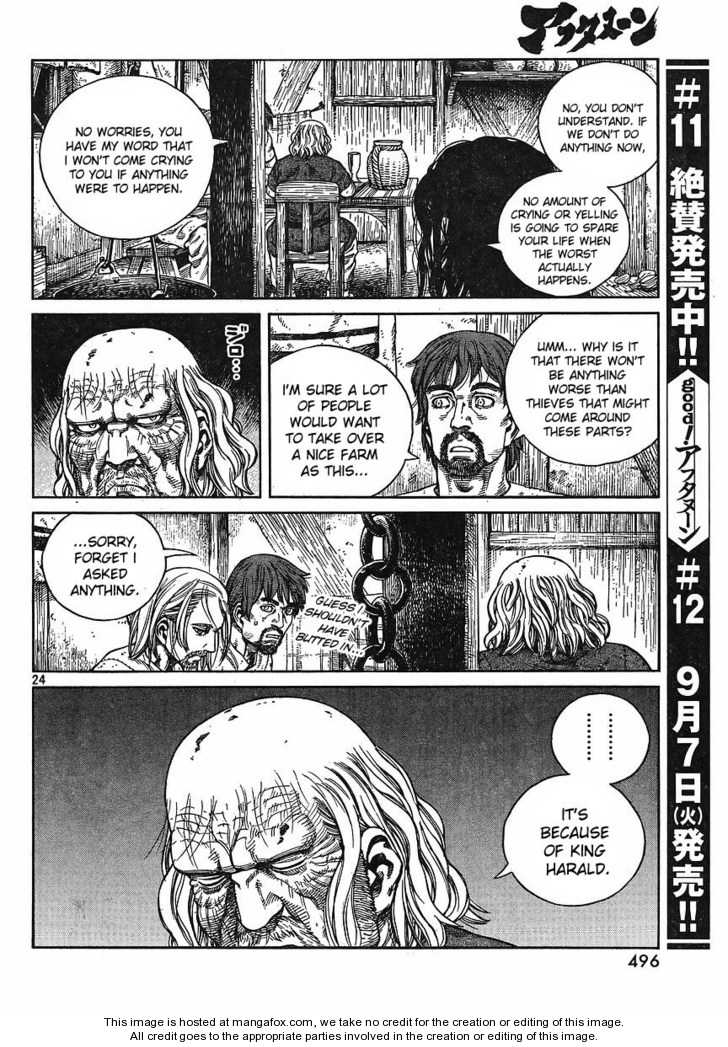 アフタヌーン
#11 絶賛発売中!! good!アフタヌーン #12 9月7日(火)発売!!
NO, YOU DON'T
UNDERSTAND. IF
WE DON'T DO
ANYTHING NOW,
NO AMOUNT OF
CRYING OR YELLING
IS GOING TO SPARE
YOUR LIFE WHEN
THE WORST
ACTUALLY
HAPPENS.
NO WORRIES, YOU
HAVE MY WORD THAT
I WON'T COME CRYING
TO YOU IF ANYTHING
WERE TO HAPPEN.
UMM... WHY IS IT
THAT THERE WON'T
BE ANYTHING
WORSE THAN
THIEVES THAT MIGHT
COME AROUND
THESE PARTS?
I'M SURE A LOT
OF PEOPLE
WOULD WANT
TO TAKE OVER
A NICE FARM
AS THIS...
ジロ…
...SORRY,
FORGET I
ASKED
ANYTHING.
GUESS I
SHOULDN'T
HAVE
BUTTED IN...
24
......
......
IT'S
BECAUSE
OF KING
HARALD.
496
This image is hosted at mangafox.com, we take no credit for the creation or editing of this image.
All credit goes to the appropriate parties involved in the creation or editing of this image.